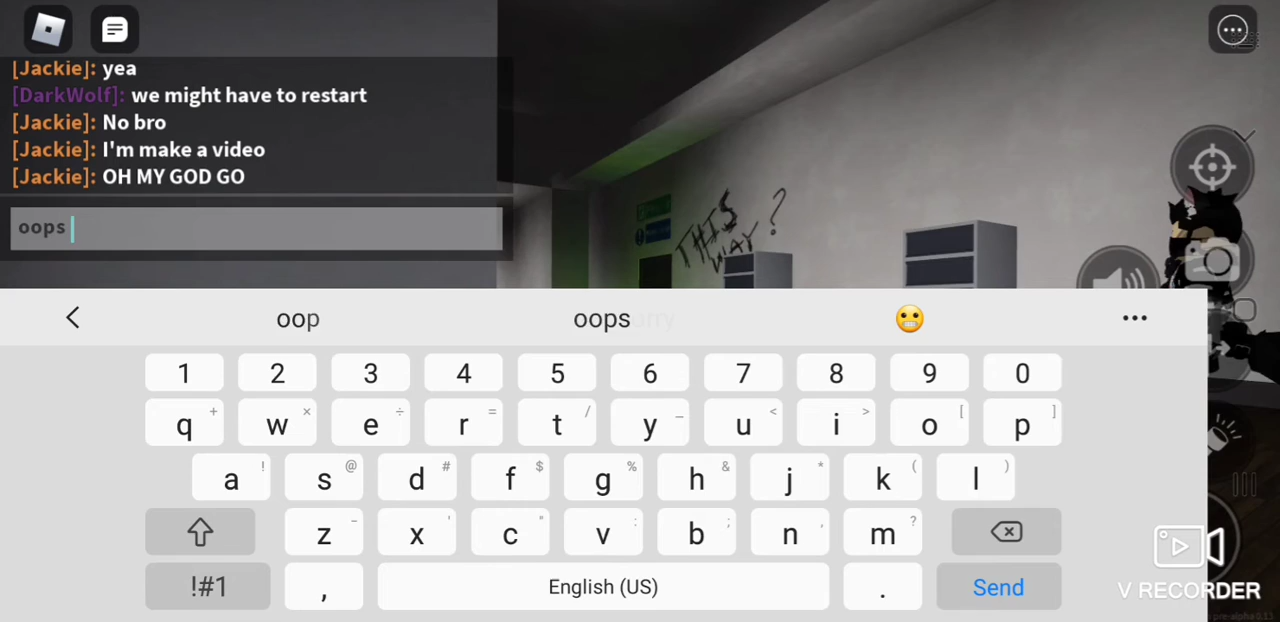 [Jackie]: yea
[DarkWolf]: we might have to restart
[Jackie]: No bro
[Jackie]: I'm make a video
[Jackie]: OH MY GOD GO
oops
THIS WAY?
oop oops
1 2 3 4 5 6 7 8 9 0
q + w × e ÷ r = t / y _ u < i > o [ p ]
a ! s @ d # f $ g % h & j * k ( l )
z - x ' c " v : b ; n , m ?
!#1 , English (US) . Send
V RECORDER